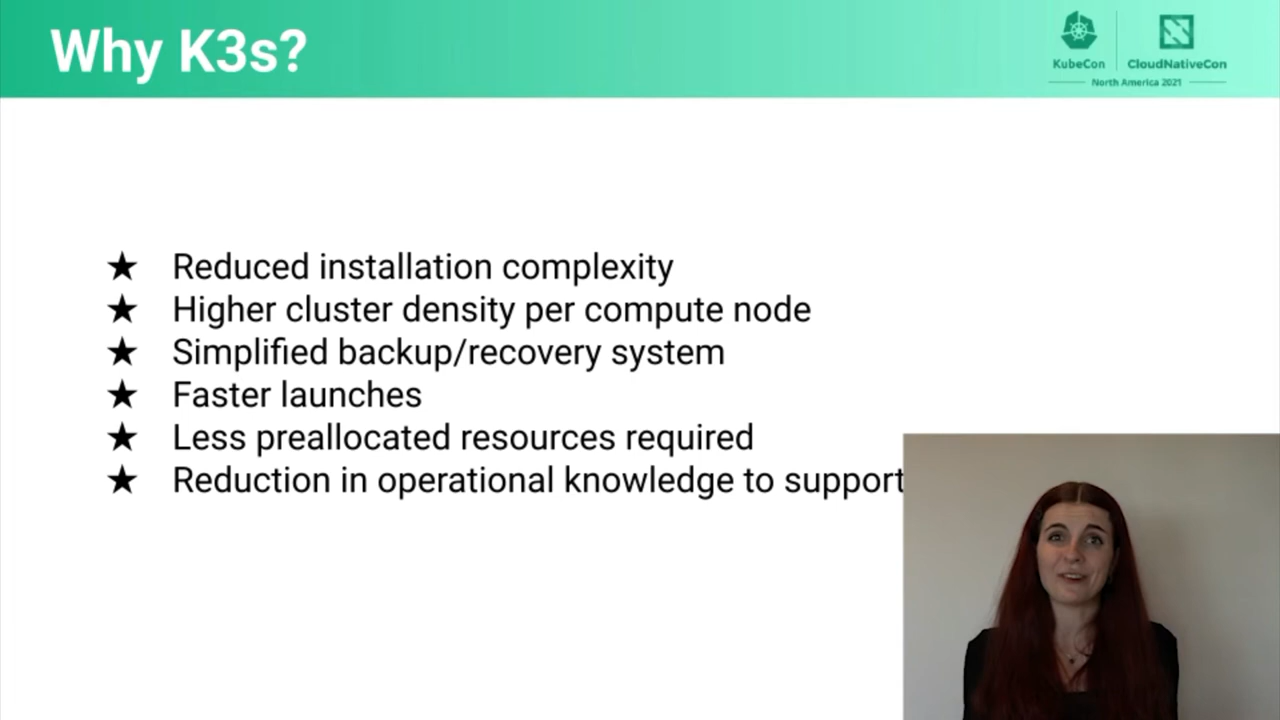 Why K3s?
KubeCon
CloudNativeCon
North America 2021
★ Reduced installation complexity
★ Higher cluster density per compute node
★ Simplified backup/recovery system
★ Faster launches
★ Less preallocated resources required
★ Reduction in operational knowledge to support